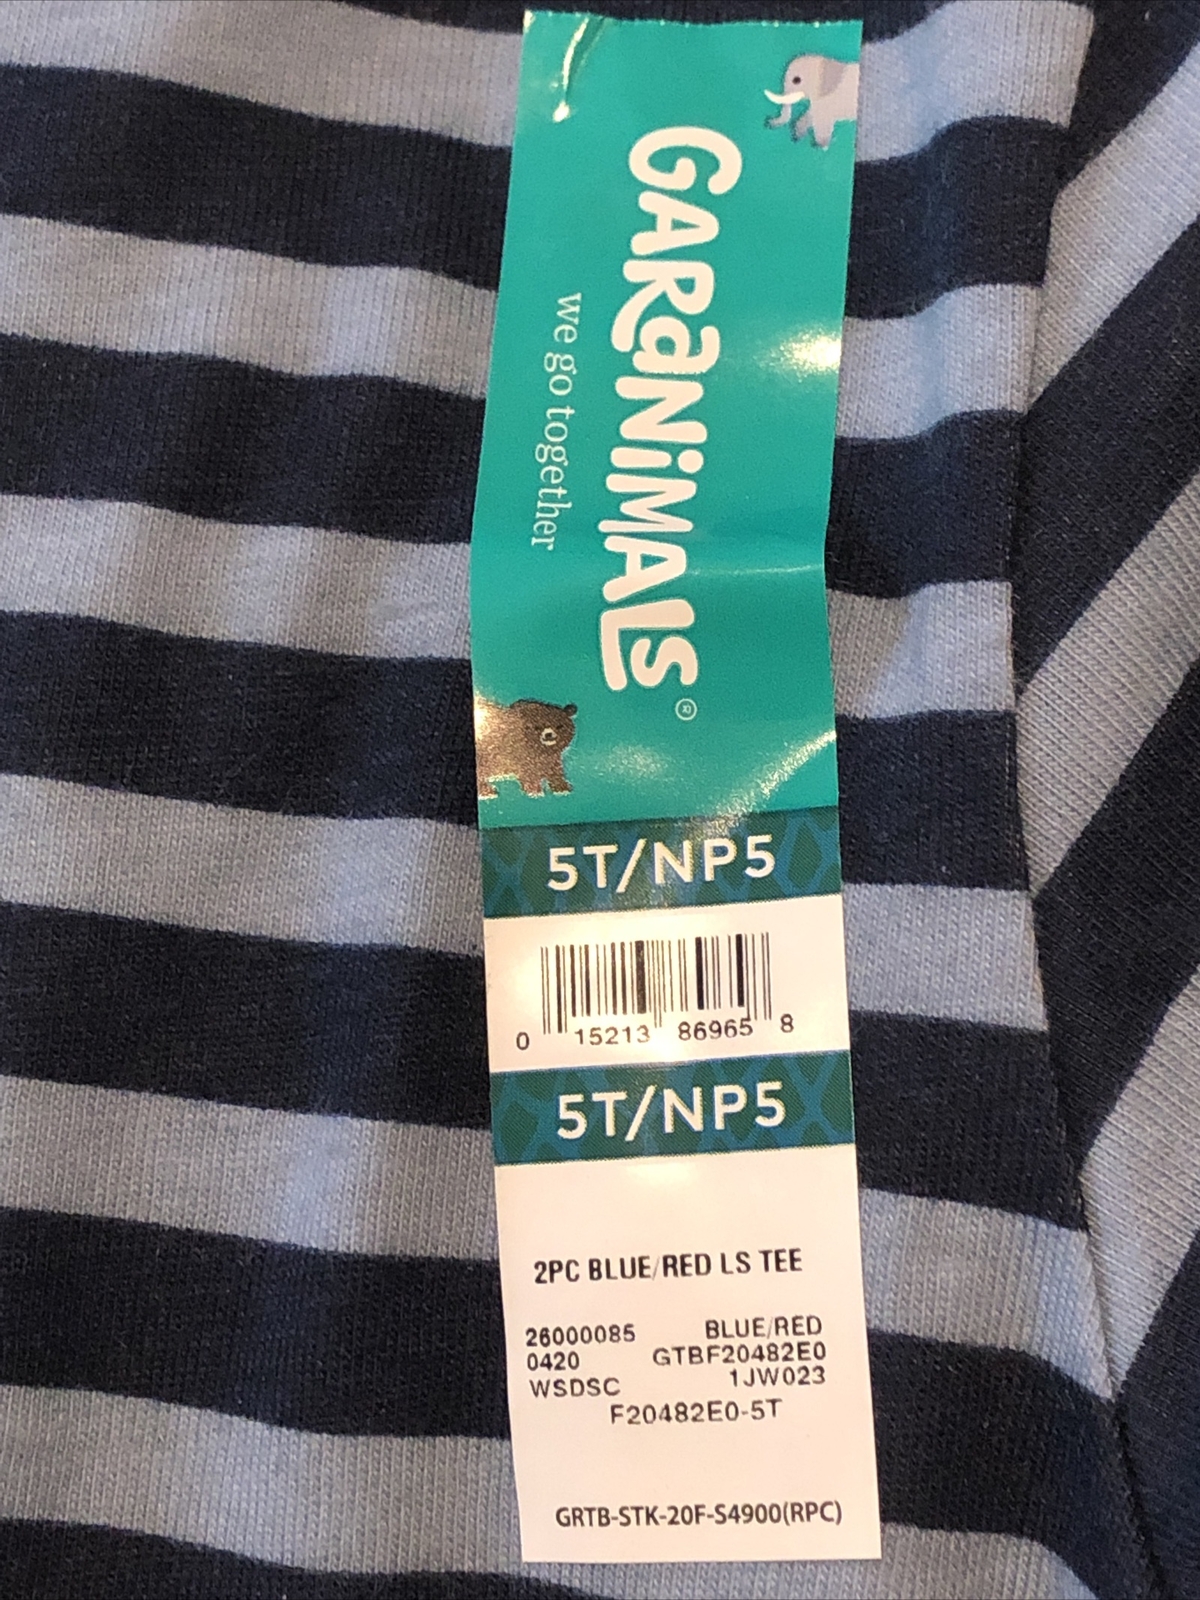 GARaNiMALS®
we go together
5T/NP5
0 15213 86965 8
5T/NP5
2PC BLUE/RED LS TEE
26000085 BLUE/RED
0420 GTBF20482E0
WSDSC 1JW023
F20482E0-5T
GRTB-STK-20F-S4900(RPC)